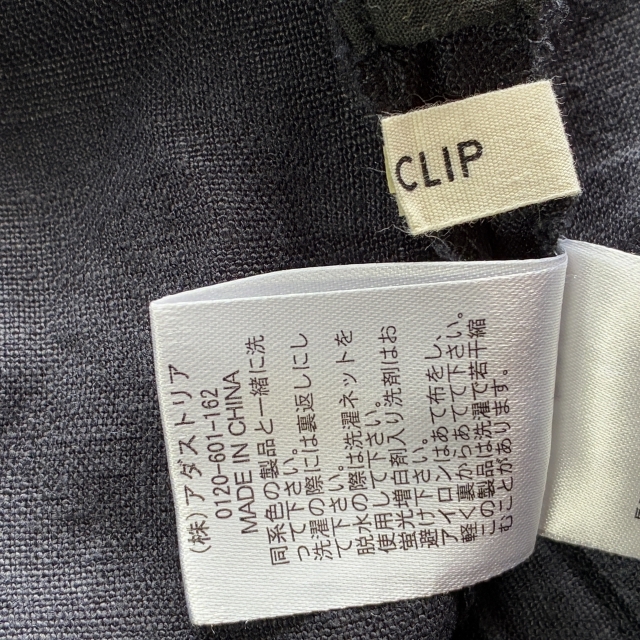 CLIP
(株)アダストリア
0120-601-162
MADE IN CHINA
同系色の製品と一緒に洗
って下さい。
洗濯の際には裏返しにし
て下さい。
脱水の際は洗濯ネットを
使用して下さい。
蛍光増白剤入り洗剤はお
避け下さい。
アイロンはあて布をし、
軽く裏からあてて下さい。
この製品は洗濯で若干縮
むことがあります。